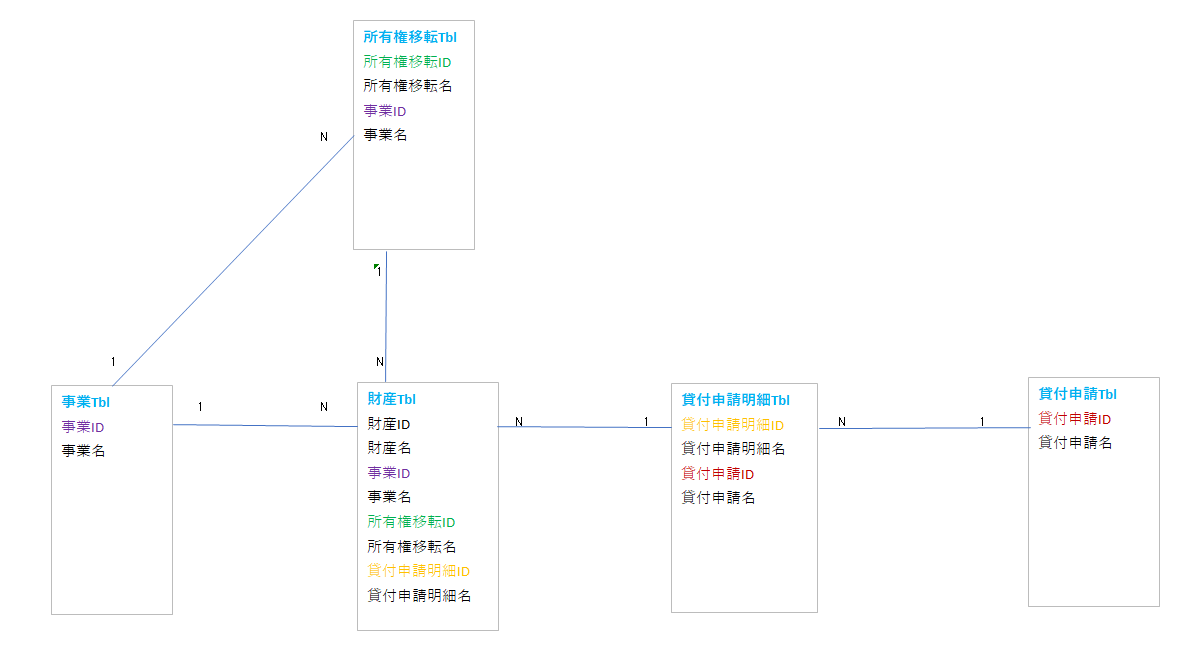 所有権移転Tbl
所有権移転ID
所有権移転名
事業ID
事業名
N
1
N
1
事業Tbl
事業ID
事業名
1
N
財産Tbl
財産ID
財産名
事業ID
事業名
所有権移転ID
所有権移転名
貸付申請明細ID
貸付申請明細名
N
1
貸付申請明細Tbl
貸付申請明細ID
貸付申請明細名
貸付申請ID
貸付申請名
N
1
貸付申請Tbl
貸付申請ID
貸付申請名